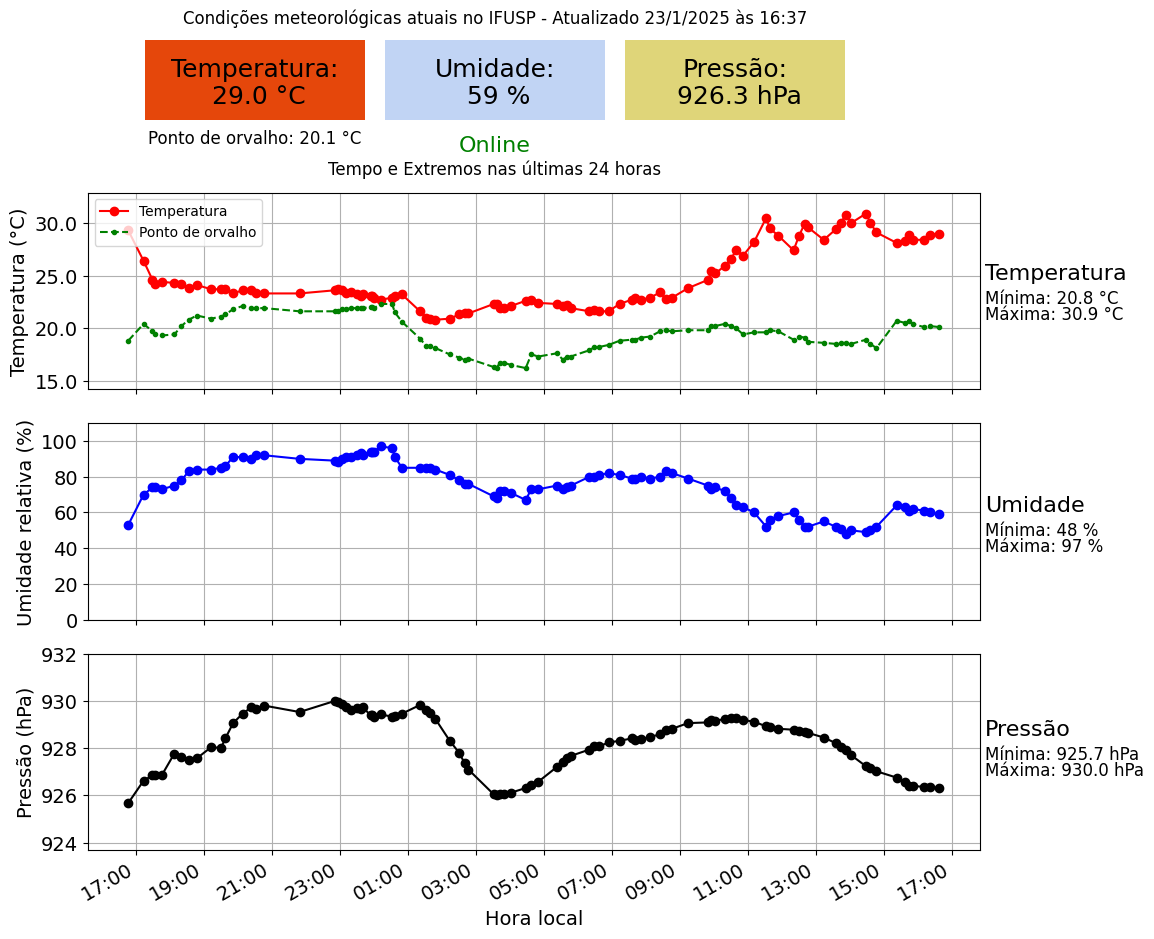 Condições meteorológicas atuais no IFUSP - Atualizado 23/1/2025 às 16:37
Temperatura:
29.0 °C
Umidade:
59 %
Pressão:
926.3 hPa
Ponto de orvalho: 20.1 °C
Online
Tempo e Extremos nas últimas 24 horas
Temperatura (°C)
30.0
25.0
20.0
15.0
Temperatura
Ponto de orvalho
Temperatura
Mínima: 20.8 °C
Máxima: 30.9 °C
Umidade relativa (%)
100
80
60
40
20
0
Umidade
Mínima: 48 %
Máxima: 97 %
Pressão (hPa)
932
930
928
926
924
Pressão
Mínima: 925.7 hPa
Máxima: 930.0 hPa
17:00
19:00
21:00
23:00
01:00
03:00
05:00
07:00
09:00
11:00
13:00
15:00
17:00
Hora local